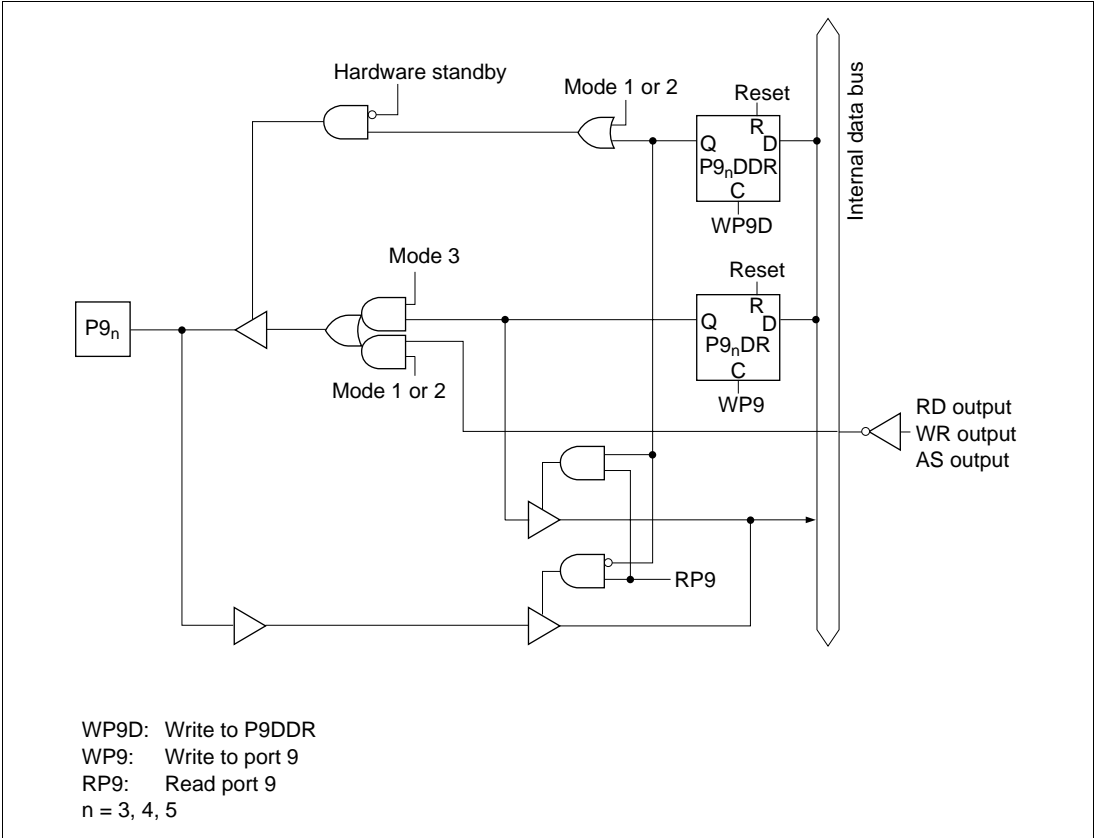 Hardware standby
Mode 1 or 2
Reset
R
Q
D
P9nDDR
C
WP9D
Internal data bus
Mode 3
Reset
R
Q
D
P9nDR
C
WP9
P9n
Mode 1 or 2
RD output
WR output
AS output
RP9
WP9D: Write to P9DDR
WP9: Write to port 9
RP9: Read port 9
n = 3, 4, 5